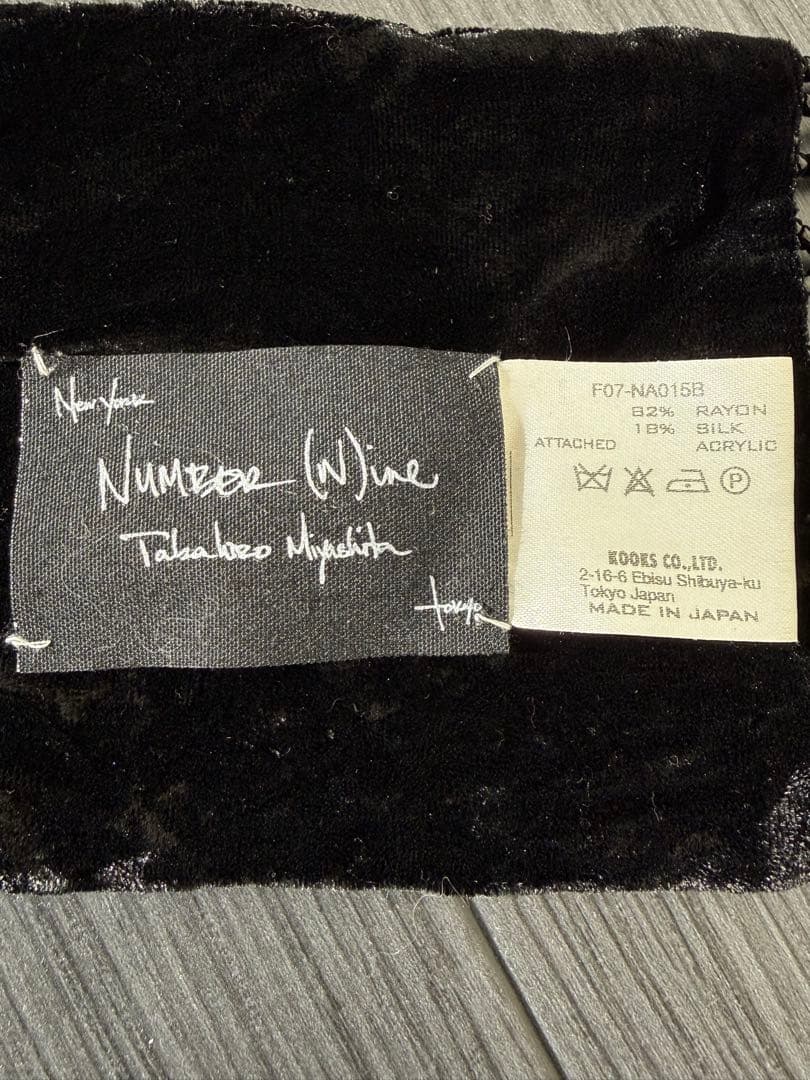 New York
NUMBER (N)ine
Takahiro Miyashita
tokyo.
F07-NA015B
82% RAYON
18% SILK
ATTACHED ACRYLIC
P
KOOKS CO.,LTD.
2-16-6 Ebisu Shibuya-ku
Tokyo Japan
MADE IN JAPAN